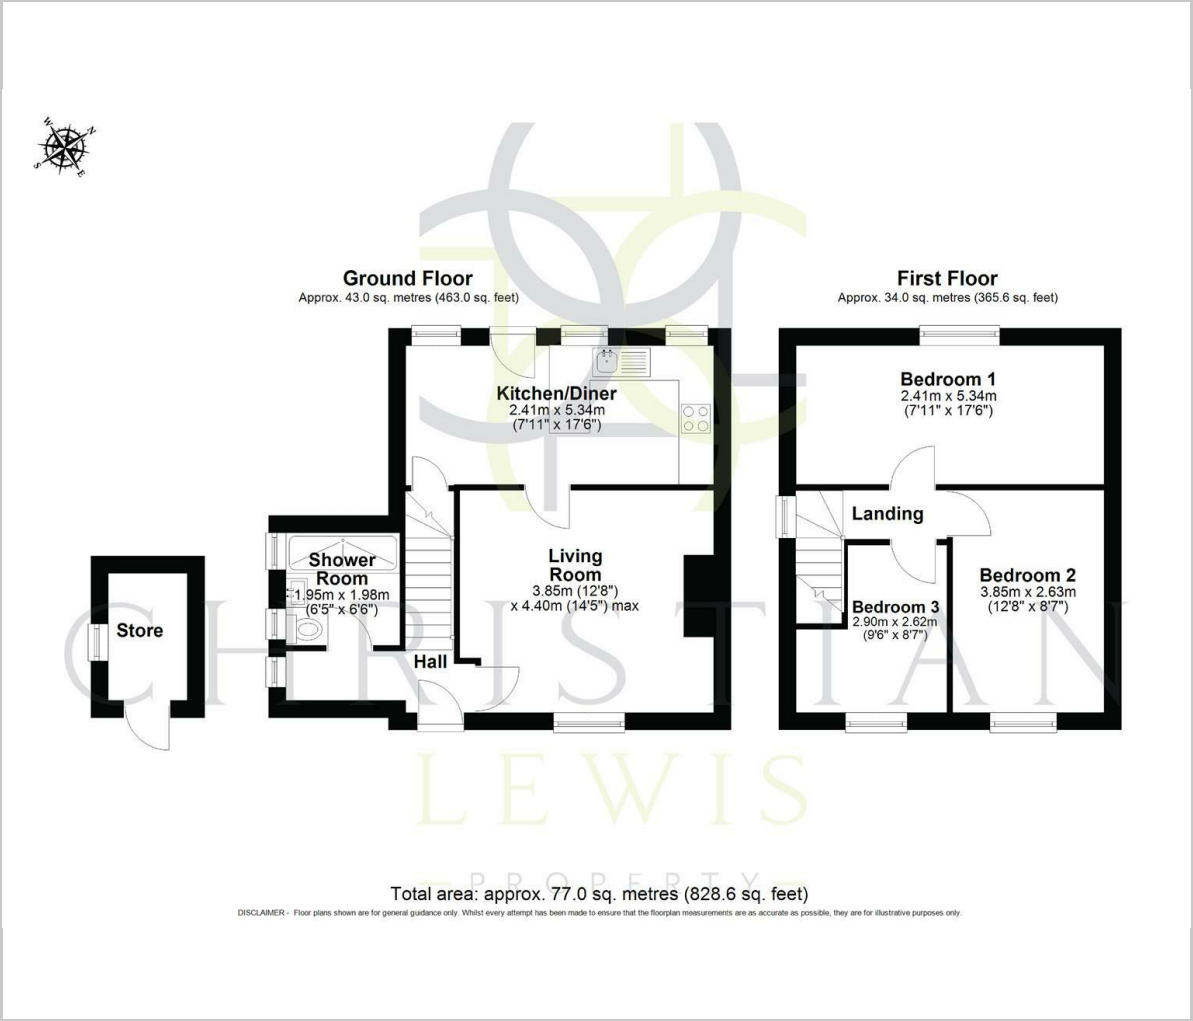 W
N
S
E
Ground Floor
Approx. 43.0 sq. metres (463.0 sq. feet)
First Floor
Approx. 34.0 sq. metres (365.6 sq. feet)
Kitchen/Diner
2.41m x 5.34m
(7'11" x 17'6")
Bedroom 1
2.41m x 5.34m
(7'11" x 17'6")
Landing
Shower
Room
1.95m x 1.98m
(6'5" x 6'6")
Living
Room
3.85m (12'8")
x 4.40m (14'5") max
Bedroom 2
3.85m x 2.63m
(12'8" x 8'7")
Bedroom 3
2.90m x 2.62m
(9'6" x 8'7")
Store
Hall
CHRISTIAN
LEWIS
PROPERTY
Total area: approx. 77.0 sq. metres (828.6 sq. feet)
DISCLAIMER - Floor plans shown are for general guidance only. Whilst every attempt has been made to ensure that the floorplan measurements are as accurate as possible, they are for illustrative purposes only.